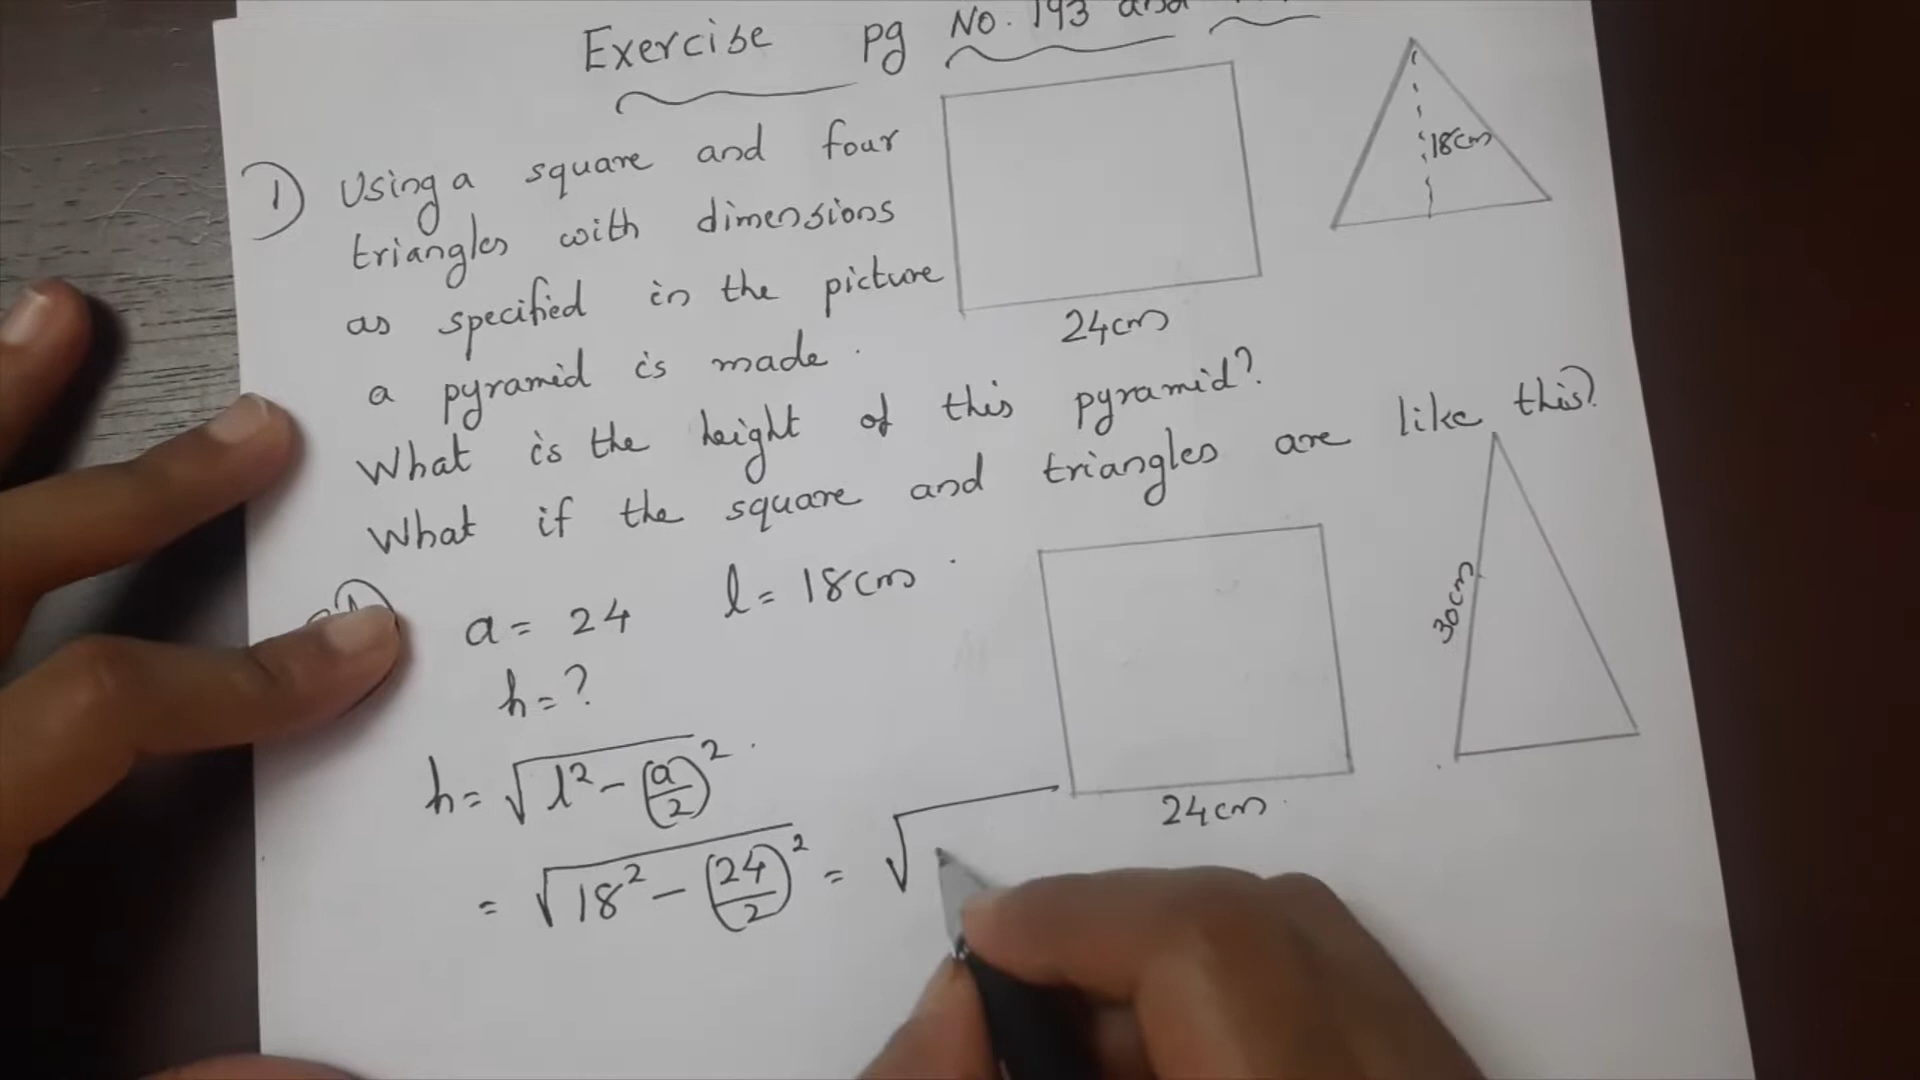 Exercise pg No. 193 and
① Using a square and four
triangles with dimensions
as specified in the picture
a pyramid is made.
18cm
24cm
What is the height of this pyramid?
What if the square and triangles are like this?
a = 24 l = 18cm
h = ?
30cm
24cm
h = √l² - (a/2)²
= √18² - (24/2)² = √